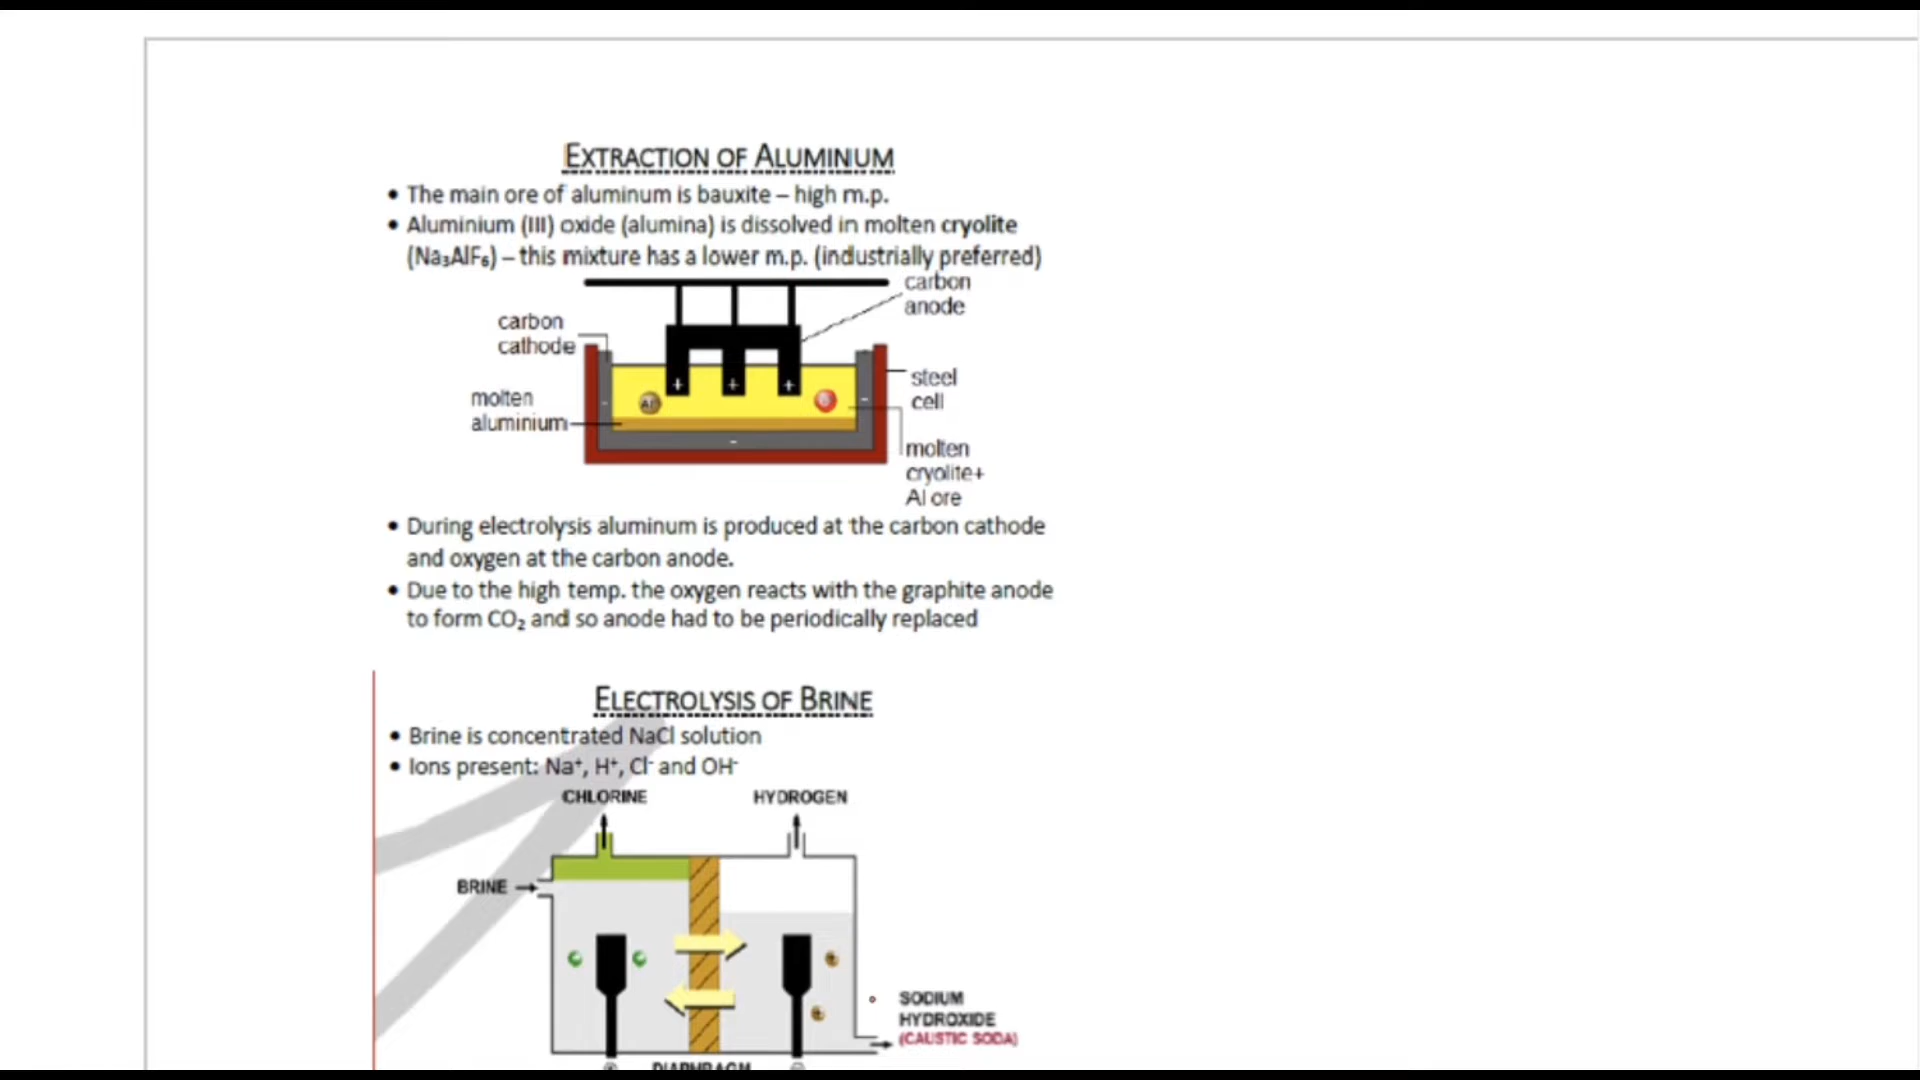 EXTRACTION OF ALUMINUM
• The main ore of aluminum is bauxite – high m.p.
• Aluminium (III) oxide (alumina) is dissolved in molten cryolite
(Na₃AlF₆) – this mixture has a lower m.p. (industrially preferred)
carbon
anode
carbon
cathode
+ + +
steel
cell
Al
- -
molten
aluminium
-
molten
cryolite+
Al ore
• During electrolysis aluminum is produced at the carbon cathode
and oxygen at the carbon anode.
• Due to the high temp. the oxygen reacts with the graphite anode
to form CO₂ and so anode had to be periodically replaced
ELECTROLYSIS OF BRINE
• Brine is concentrated NaCl solution
• Ions present: Na⁺, H⁺, Cl⁻ and OH⁻
CHLORINE HYDROGEN
BRINE
SODIUM
HYDROXIDE
(CAUSTIC SODA)
DIAPHRAGM